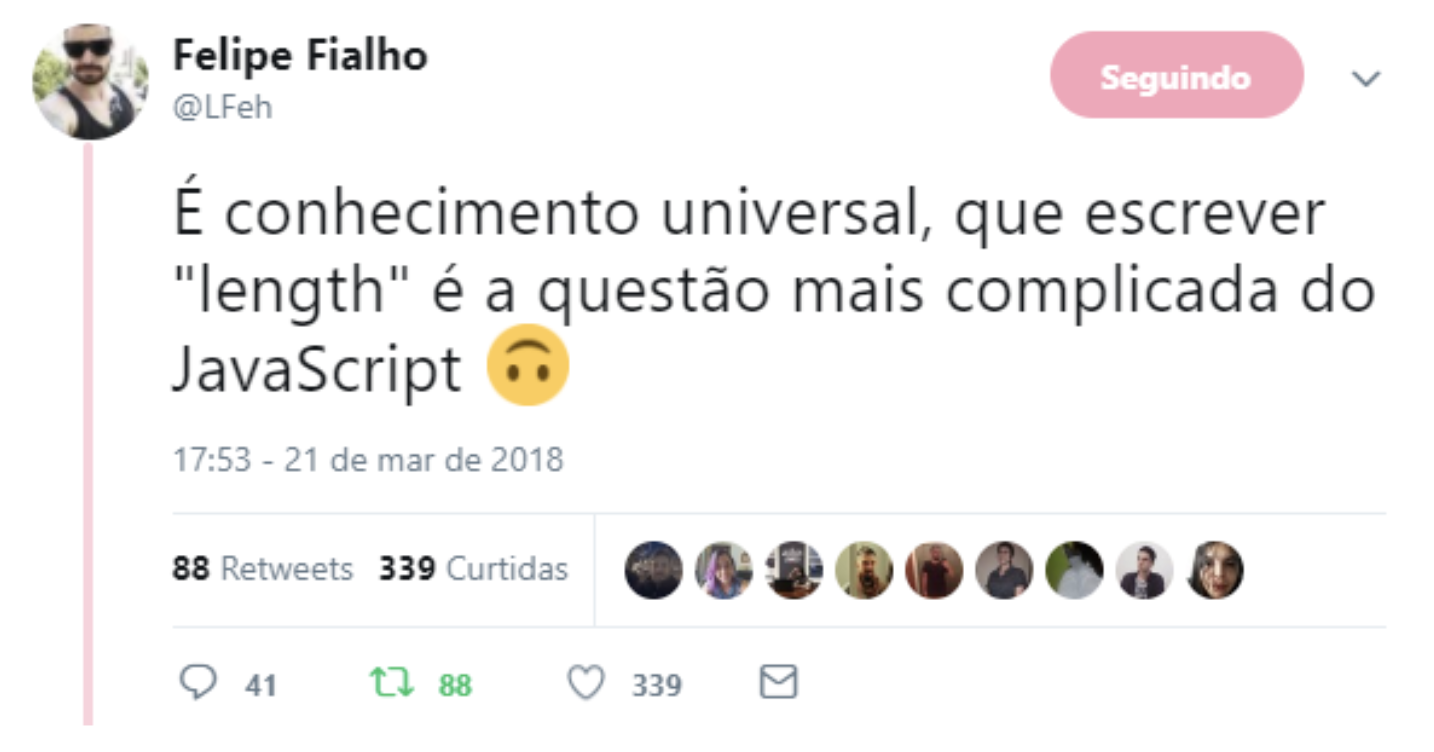 Felipe Fialho
@LFeh
Seguindo
É conhecimento universal, que escrever
"length" é a questão mais complicada do
JavaScript 🙃
17:53 - 21 de mar de 2018
88 Retweets 339 Curtidas
41 88 339